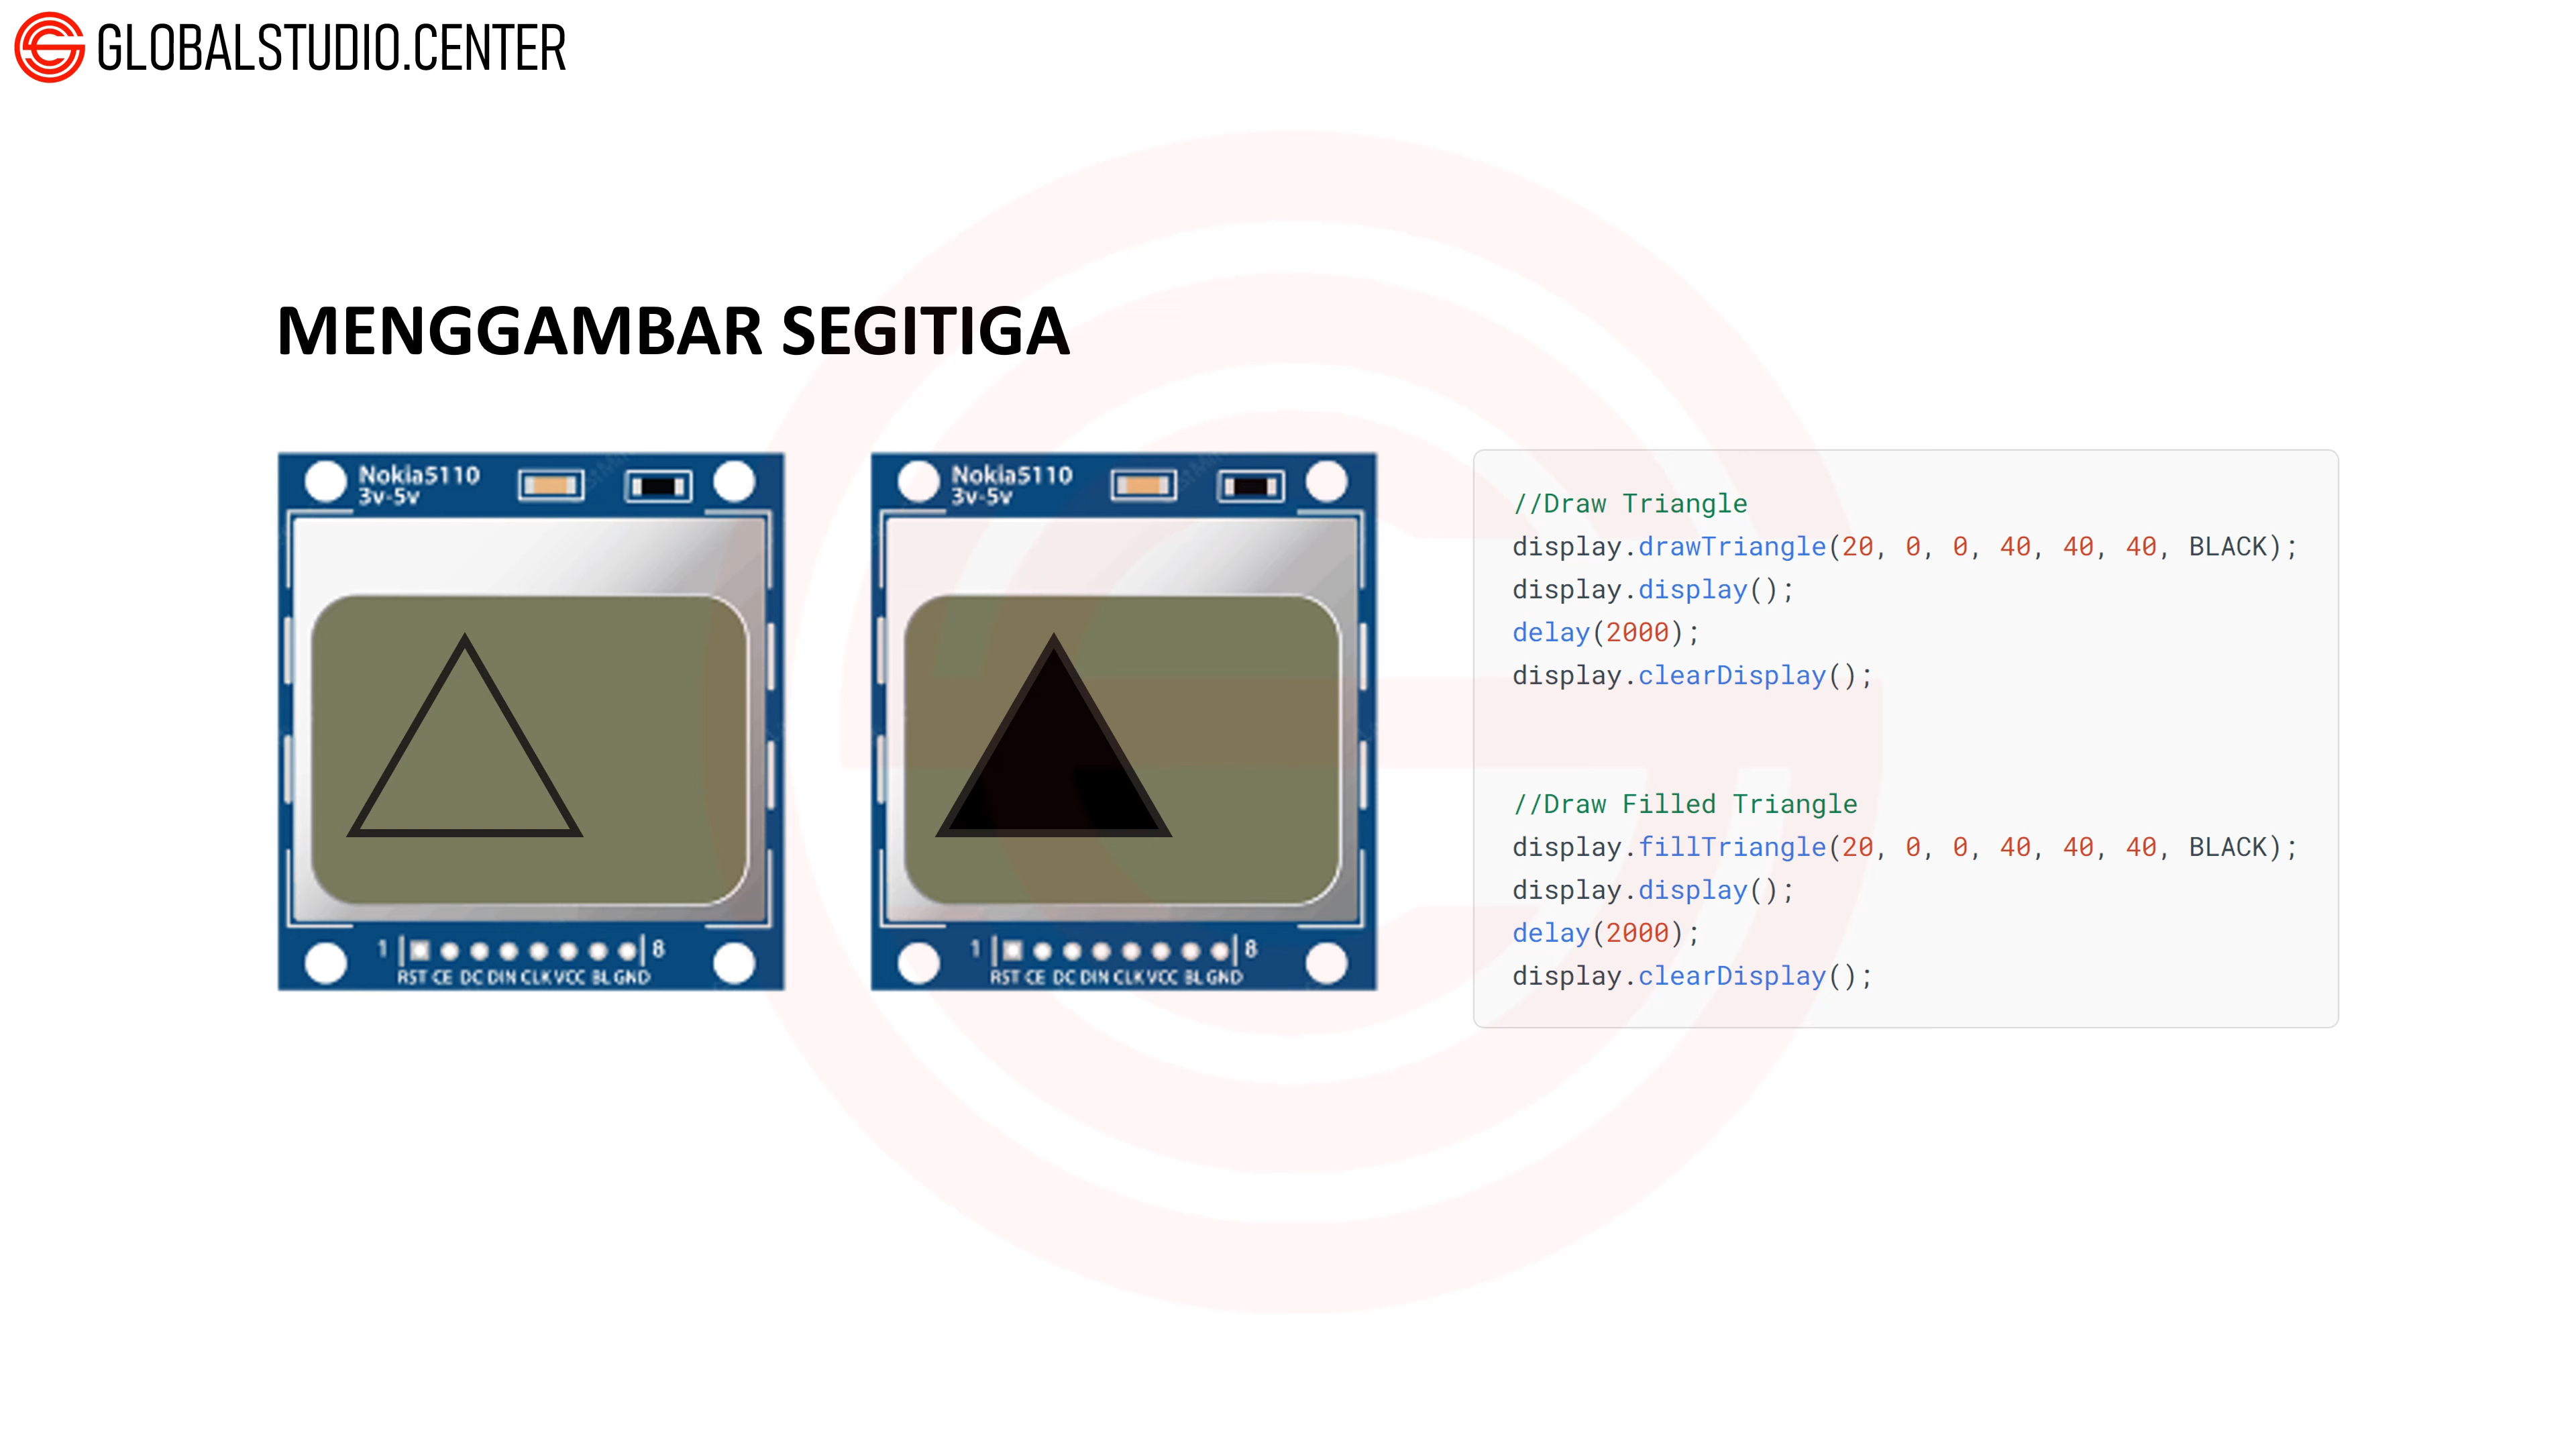 GLOBALSTUDIO.CENTER
MENGGAMBAR SEGITIGA
Nokia5110
3v-5v
1 8
RST CE DC DIN CLK VCC BL GND
Nokia5110
3v-5v
1 8
RST CE DC DIN CLK VCC BL GND
//Draw Triangle
display.drawTriangle(20, 0, 0, 40, 40, 40, BLACK);
display.display();
delay(2000);
display.clearDisplay();
//Draw Filled Triangle
display.fillTriangle(20, 0, 0, 40, 40, 40, BLACK);
display.display();
delay(2000);
display.clearDisplay();